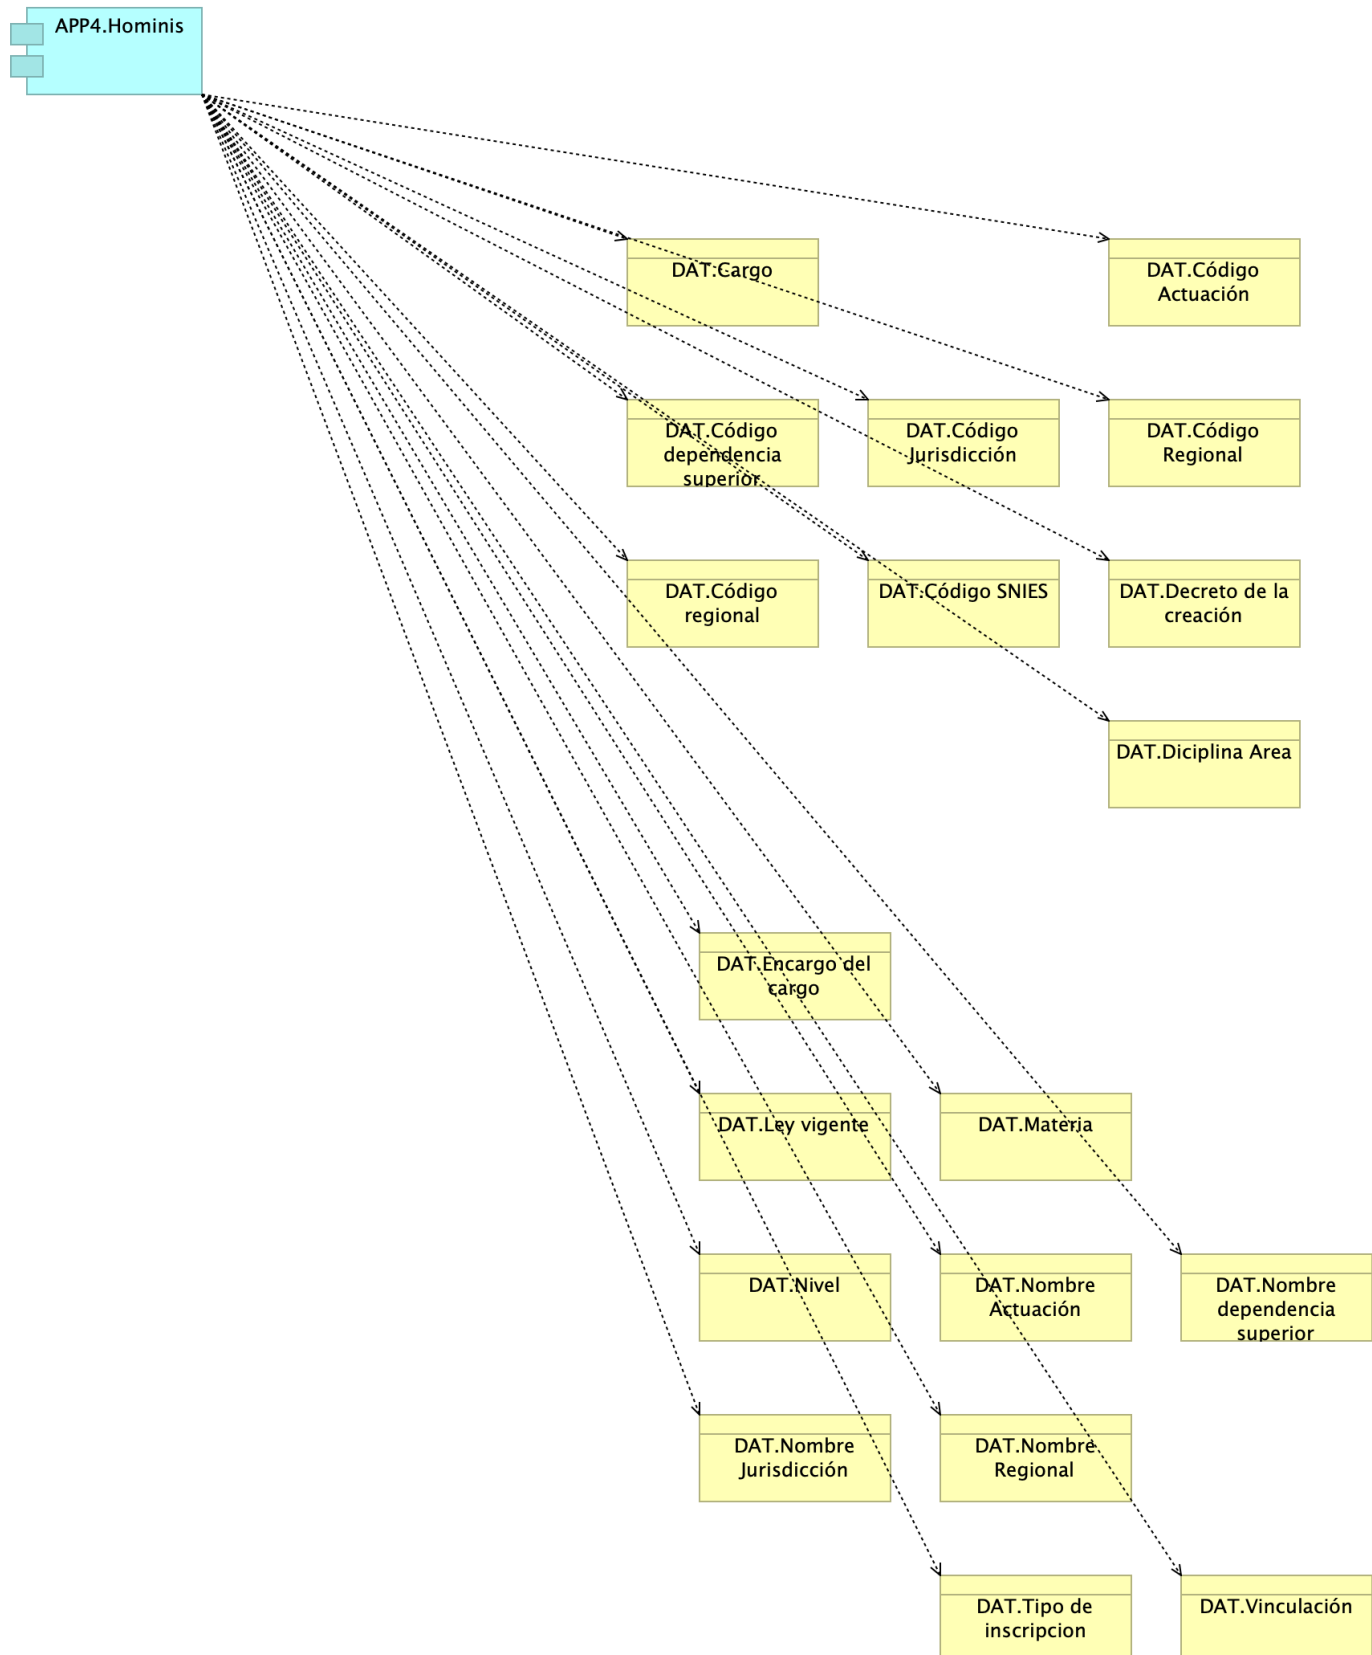 APP4.Hominis
DAT.Cargo
DAT.Código
Actuación
DAT.Código
dependencia
superior
DAT.Código
Jurisdicción
DAT.Código
Regional
DAT.Código
regional
DAT.Código SNIES
DAT.Decreto de la
creación
DAT.Diciplina Area
DAT.Encargo del
cargo
DAT.Ley vigente
DAT.Materia
DAT.Nivel
DAT.Nombre
Actuación
DAT.Nombre
dependencia
superior
DAT.Nombre
Jurisdicción
DAT.Nombre
Regional
DAT.Tipo de
inscripcion
DAT.Vinculación